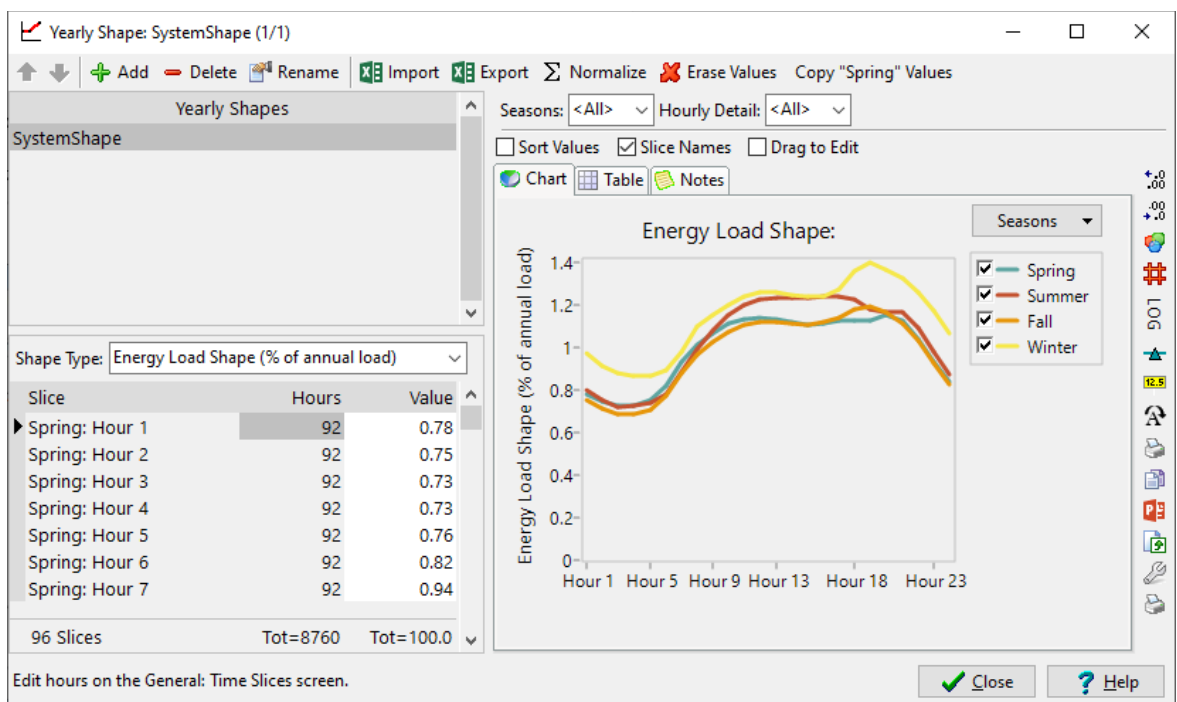 Yearly Shape: SystemShape (1/1)
Add Delete Rename Import Export Normalize Erase Values Copy "Spring" Values
Yearly Shapes
SystemShape
Seasons: <All> Hourly Detail: <All>
Sort Values Slice Names Drag to Edit
Chart Table Notes
Energy Load Shape:
Seasons
Spring
Summer
Fall
Winter
Energy Load Shape (% of annual load)
1.4
1.2
1
0.8
0.6
0.4
0.2
0
Hour 1 Hour 5 Hour 9 Hour 13 Hour 18 Hour 23
Shape Type: Energy Load Shape (% of annual load)
Slice Hours Value
Spring: Hour 1 92 0.78
Spring: Hour 2 92 0.75
Spring: Hour 3 92 0.73
Spring: Hour 4 92 0.73
Spring: Hour 5 92 0.76
Spring: Hour 6 92 0.82
Spring: Hour 7 92 0.94
96 Slices Tot=8760 Tot=100.0
.0
.00
.00
.0
LOG
12.5
A
Edit hours on the General: Time Slices screen.
Close Help